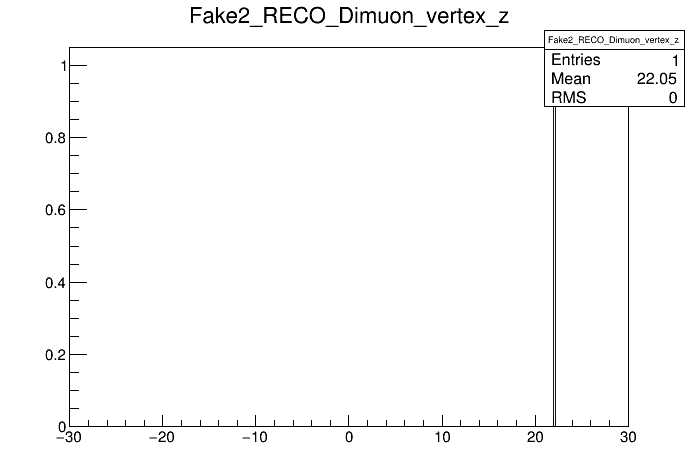 Fake2_RECO_Dimuon_vertex_z
Fake2_RECO_Dimuon_vertex_z
Entries 1
Mean 22.05
RMS 0
1
0.8
0.6
0.4
0.2
0
−30 −20 −10 0 10 20 30